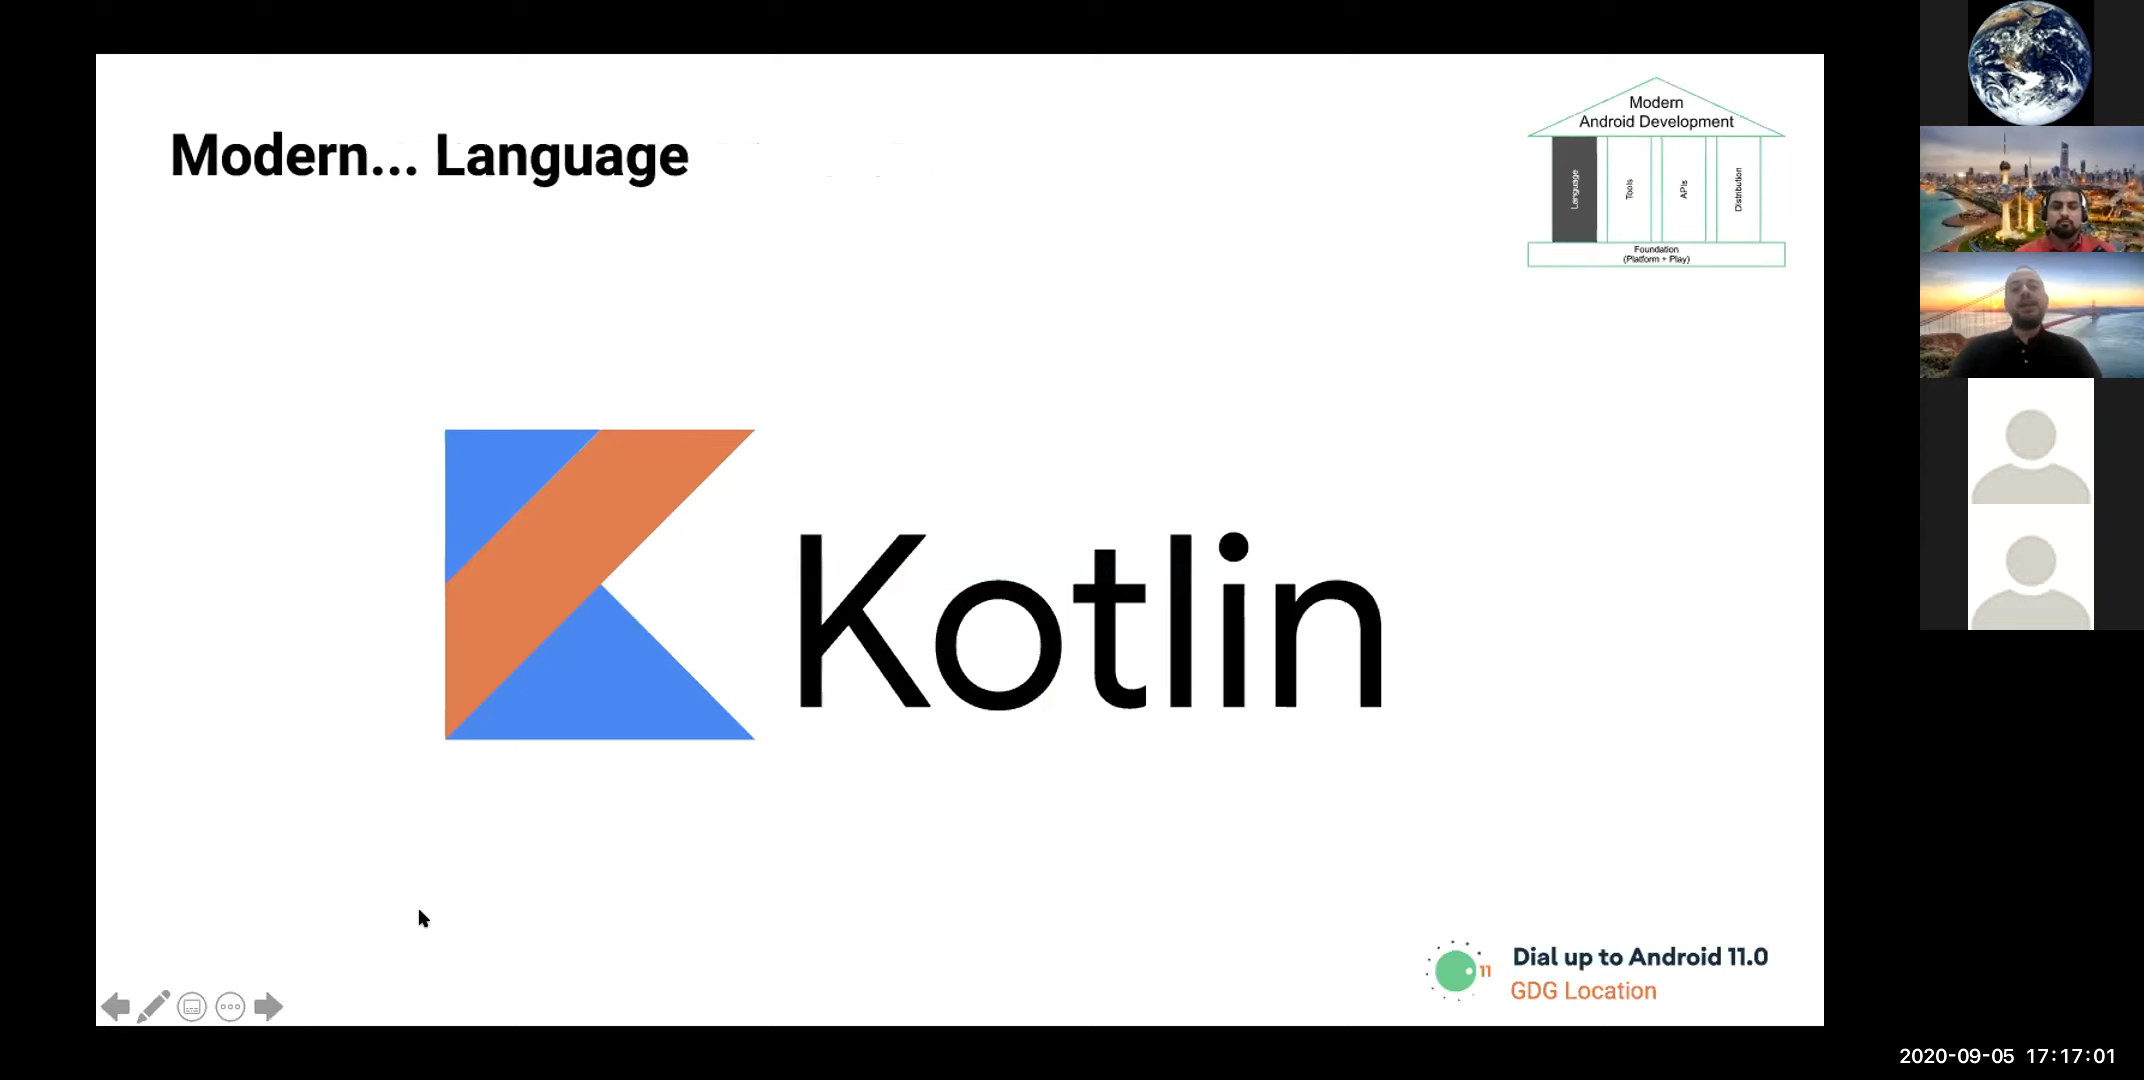 Modern... Language
Modern
Android Development
Language
Tools
APIs
Distribution
Foundation
(Platform + Play)
Kotlin
11
Dial up to Android 11.0
GDG Location
2020-09-05 17:17:01